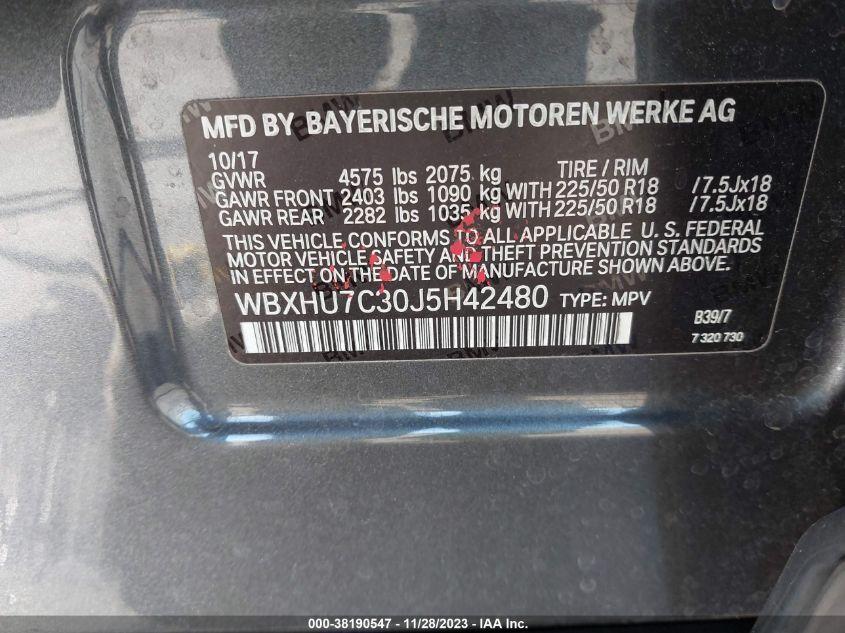 MFD BY BAYERISCHE MOTOREN WERKE AG
10/17
GVWR 4575 lbs 2075 kg TIRE / RIM
GAWR FRONT 2403 lbs 1090 kg WITH 225/50 R18 /7.5Jx18
GAWR REAR 2282 lbs 1035 kg WITH 225/50 R18 /7.5Jx18
THIS VEHICLE CONFORMS TO ALL APPLICABLE U. S. FEDERAL
MOTOR VEHICLE SAFETY AND THEFT PREVENTION STANDARDS
IN EFFECT ON THE DATE OF MANUFACTURE SHOWN ABOVE.
WBXHU7C30J5H42480 TYPE: MPV
B39/7
7 320 730
000-38190547 - 11/28/2023 - IAA Inc.